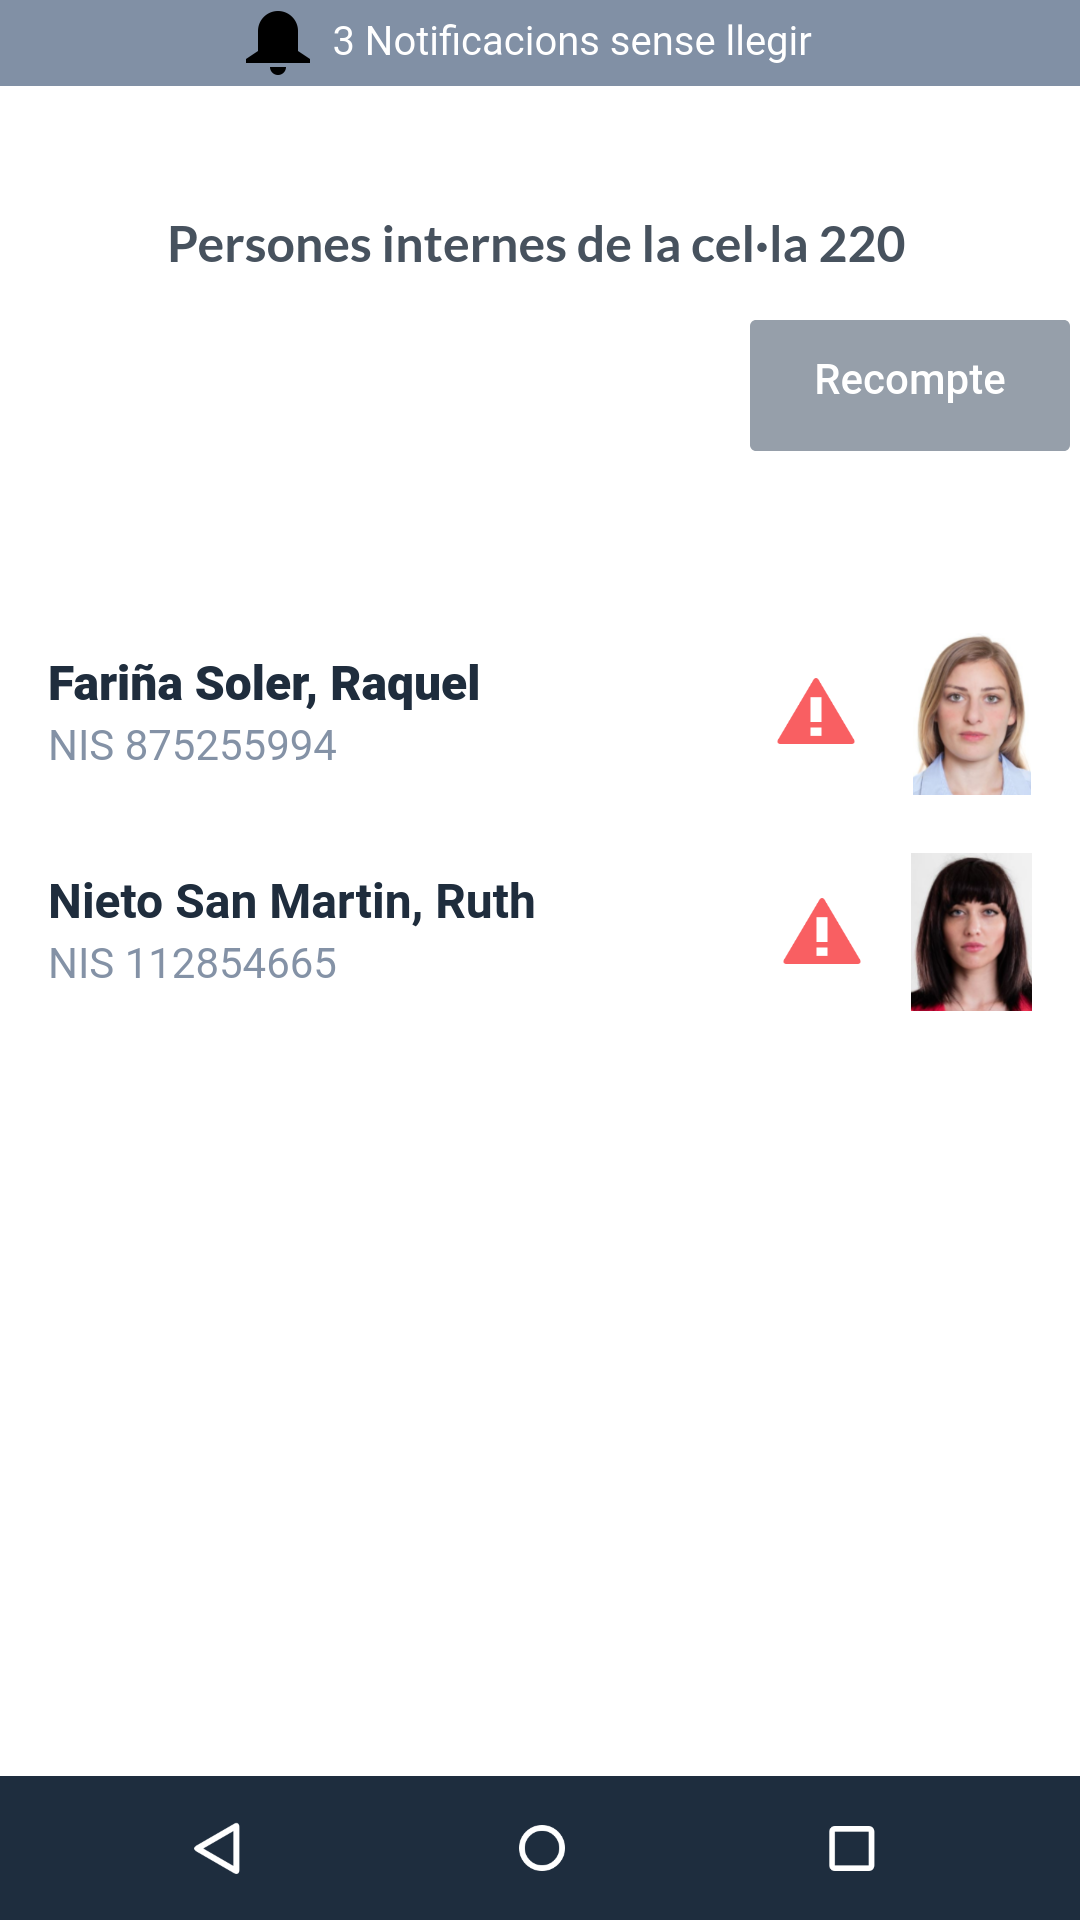 3 Notificacions sense llegir
Persones internes de la cel·la 220
Recompte
Fariña Soler, Raquel
NIS 875255994
Nieto San Martin, Ruth
NIS 112854665